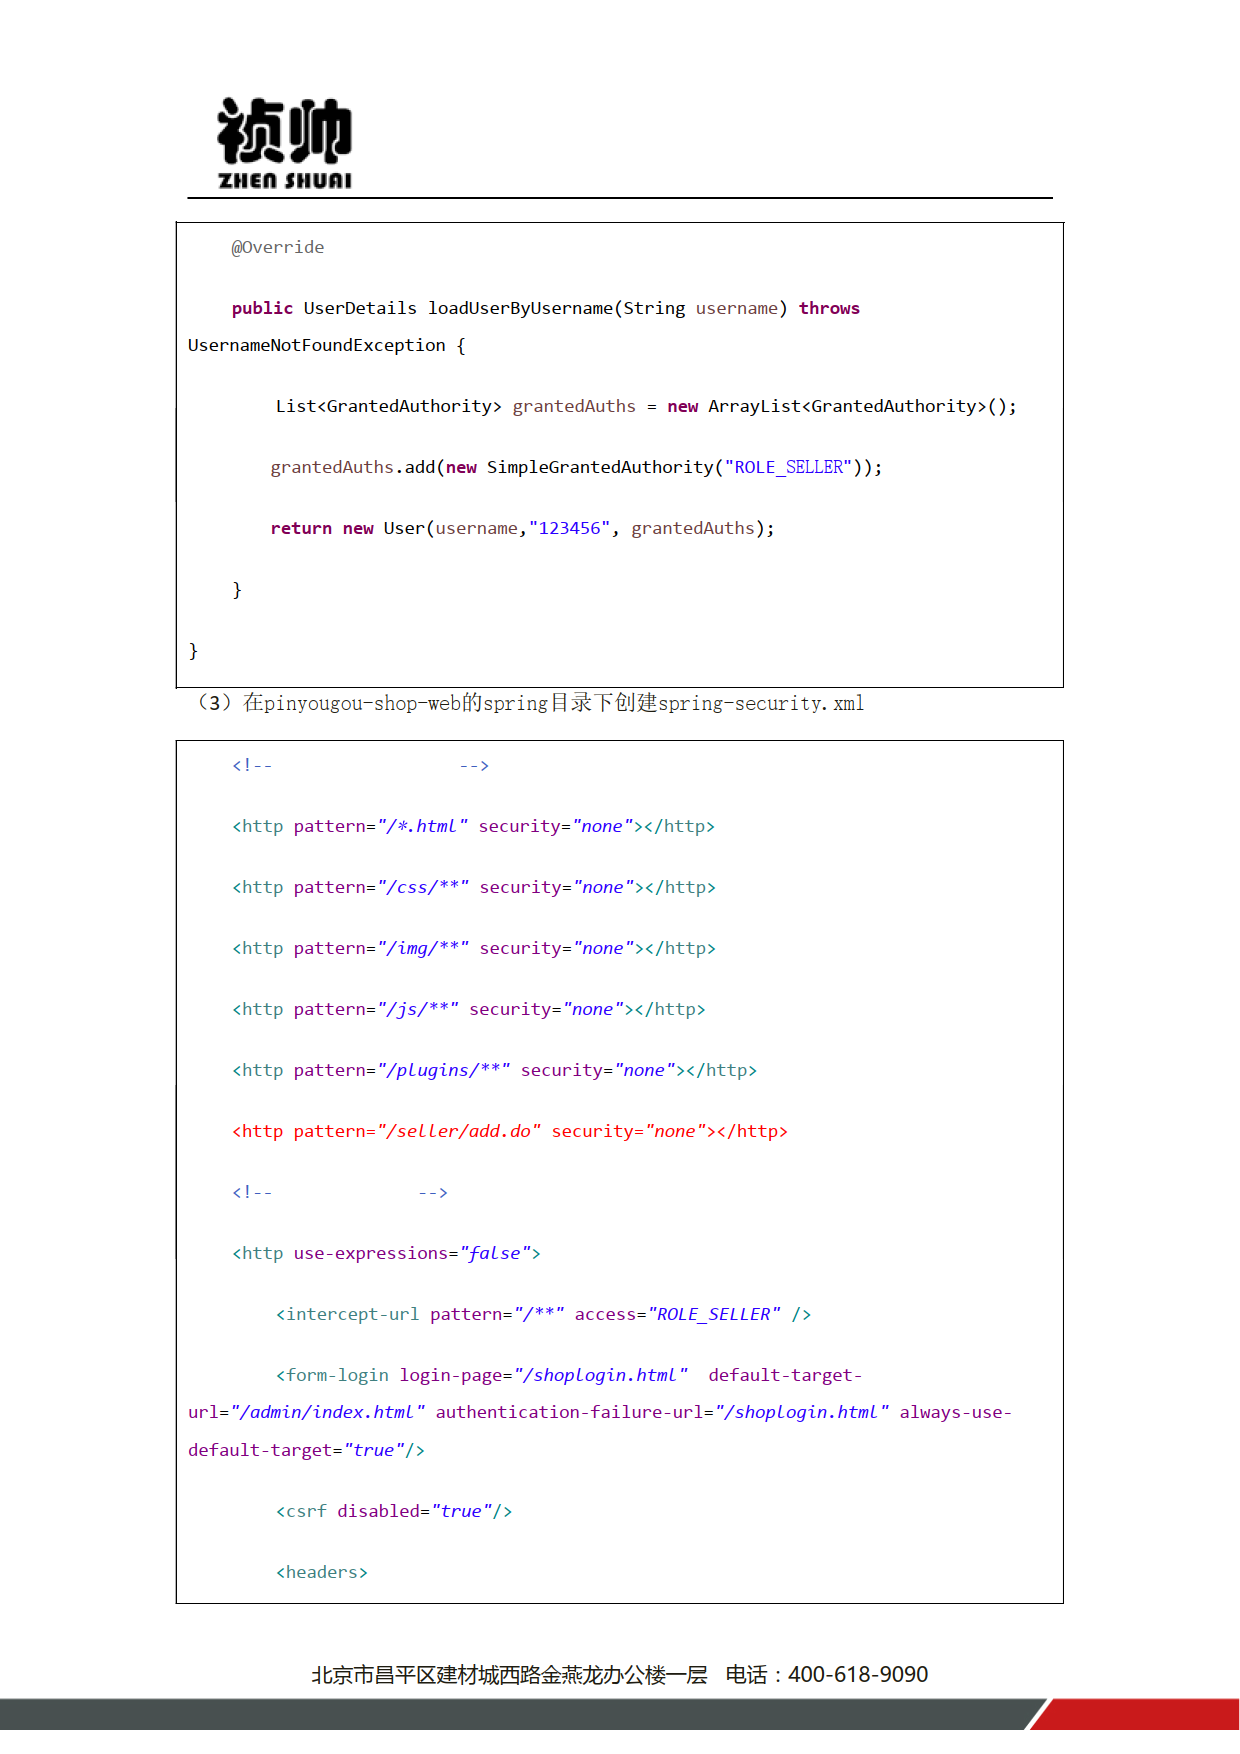 祯帅
ZHEN SHUAI
@Override
public UserDetails loadUserByUsername(String username) throws
UsernameNotFoundException {
List<GrantedAuthority> grantedAuths = new ArrayList<GrantedAuthority>();
grantedAuths.add(new SimpleGrantedAuthority("ROLE_SELLER"));
return new User(username,"123456", grantedAuths);
}
}
（3）在pinyougou-shop-web的spring目录下创建spring-security.xml
<!-- -->
<http pattern="/*.html" security="none"></http>
<http pattern="/css/**" security="none"></http>
<http pattern="/img/**" security="none"></http>
<http pattern="/js/**" security="none"></http>
<http pattern="/plugins/**" security="none"></http>
<http pattern="/seller/add.do" security="none"></http>
<!-- -->
<http use-expressions="false">
<intercept-url pattern="/**" access="ROLE_SELLER" />
<form-login login-page="/shoplogin.html" default-target-
url="/admin/index.html" authentication-failure-url="/shoplogin.html" always-use-
default-target="true"/>
<csrf disabled="true"/>
<headers>
北京市昌平区建材城西路金燕龙办公楼一层 电话：400-618-9090